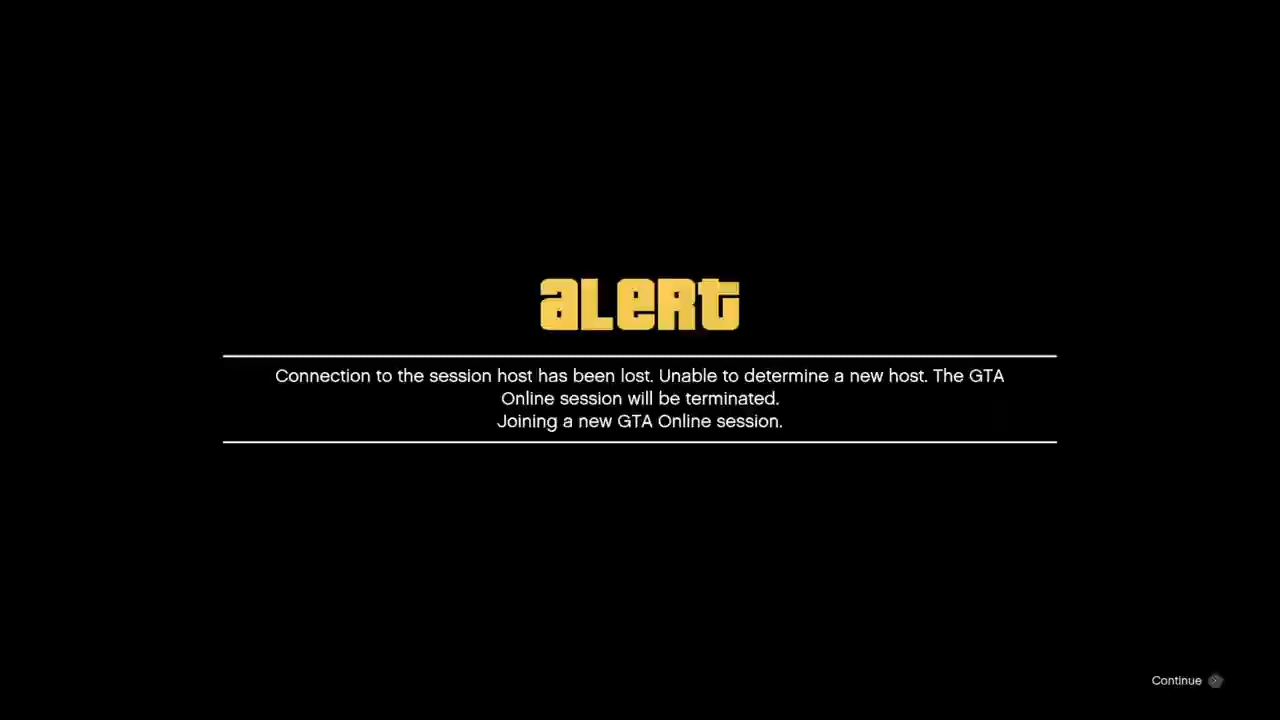 aLeRt
Connection to the session host has been lost. Unable to determine a new host. The GTA
Online session will be terminated.
Joining a new GTA Online session.
Continue